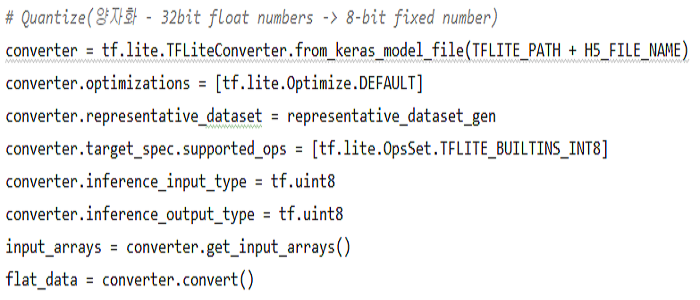 # Quantize(양자화 - 32bit float numbers -> 8-bit fixed number)
converter = tf.lite.TFLiteConverter.from_keras_model_file(TFLITE_PATH + H5_FILE_NAME)
converter.optimizations = [tf.lite.Optimize.DEFAULT]
converter.representative_dataset = representative_dataset_gen
converter.target_spec.supported_ops = [tf.lite.OpsSet.TFLITE_BUILTINS_INT8]
converter.inference_input_type = tf.uint8
converter.inference_output_type = tf.uint8
input_arrays = converter.get_input_arrays()
flat_data = converter.convert()